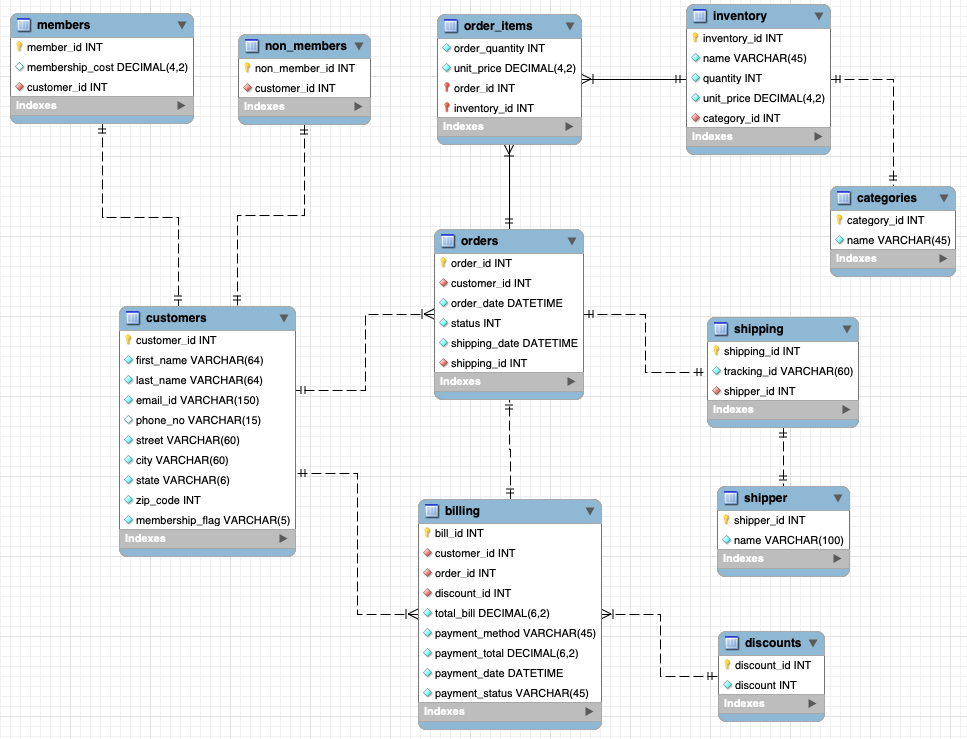 members
member_id INT
membership_cost DECIMAL(4,2)
customer_id INT
Indexes
non_members
non_member_id INT
customer_id INT
Indexes
order_items
order_quantity INT
unit_price DECIMAL(4,2)
order_id INT
inventory_id INT
Indexes
inventory
inventory_id INT
name VARCHAR(45)
quantity INT
unit_price DECIMAL(4,2)
category_id INT
Indexes
categories
category_id INT
name VARCHAR(45)
Indexes
orders
order_id INT
customer_id INT
order_date DATETIME
status INT
shipping_date DATETIME
shipping_id INT
Indexes
customers
customer_id INT
first_name VARCHAR(64)
last_name VARCHAR(64)
email_id VARCHAR(150)
phone_no VARCHAR(15)
street VARCHAR(60)
city VARCHAR(60)
state VARCHAR(6)
zip_code INT
membership_flag VARCHAR(5)
Indexes
shipping
shipping_id INT
tracking_id VARCHAR(60)
shipper_id INT
Indexes
shipper
shipper_id INT
name VARCHAR(100)
Indexes
billing
bill_id INT
customer_id INT
order_id INT
discount_id INT
total_bill DECIMAL(6,2)
payment_method VARCHAR(45)
payment_total DECIMAL(6,2)
payment_date DATETIME
payment_status VARCHAR(45)
Indexes
discounts
discount_id INT
discount INT
Indexes